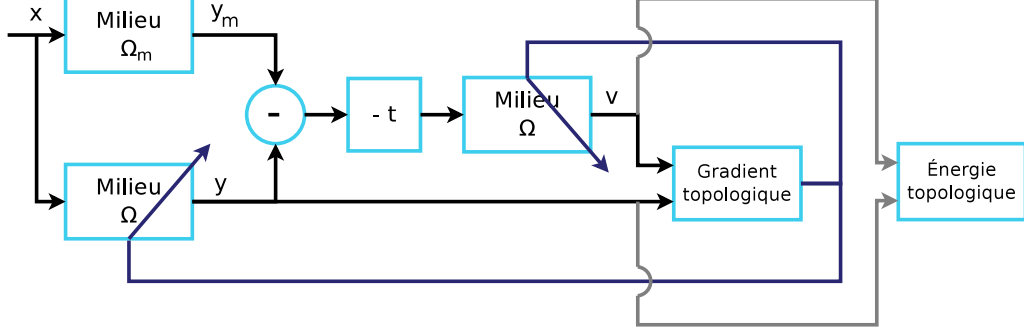 x
Milieu
Ωₘ
yₘ
-
- t
Milieu
Ω
v
Milieu
Ω
y
Gradient
topologique
Énergie
topologique